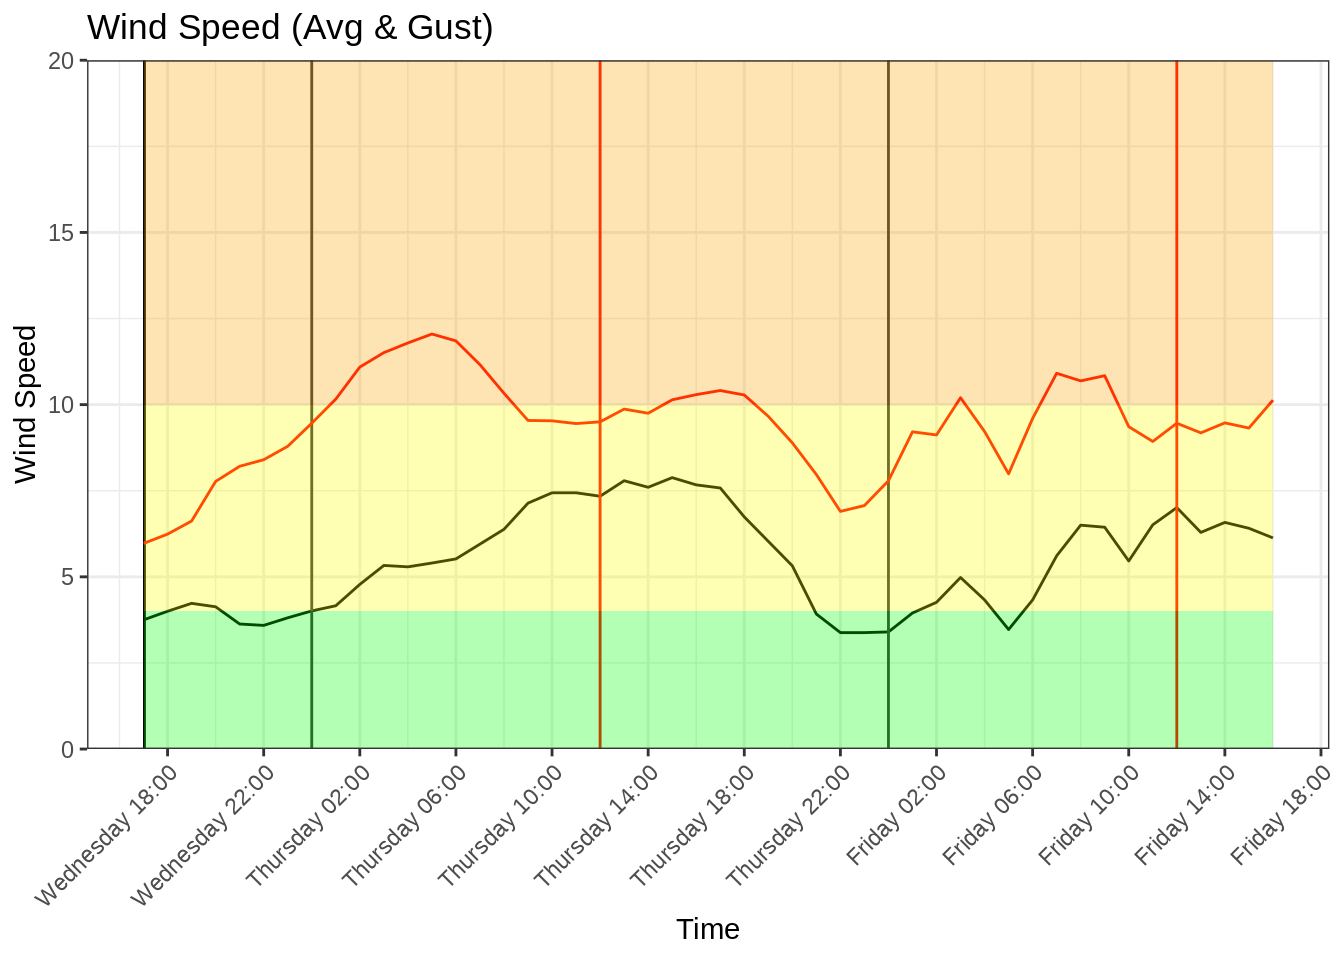 Wind Speed (Avg & Gust)
20
15
10
5
0
Wind Speed
Wednesday 18:00
Wednesday 22:00
Thursday 02:00
Thursday 06:00
Thursday 10:00
Thursday 14:00
Thursday 18:00
Thursday 22:00
Friday 02:00
Friday 06:00
Friday 10:00
Friday 14:00
Friday 18:00
Time